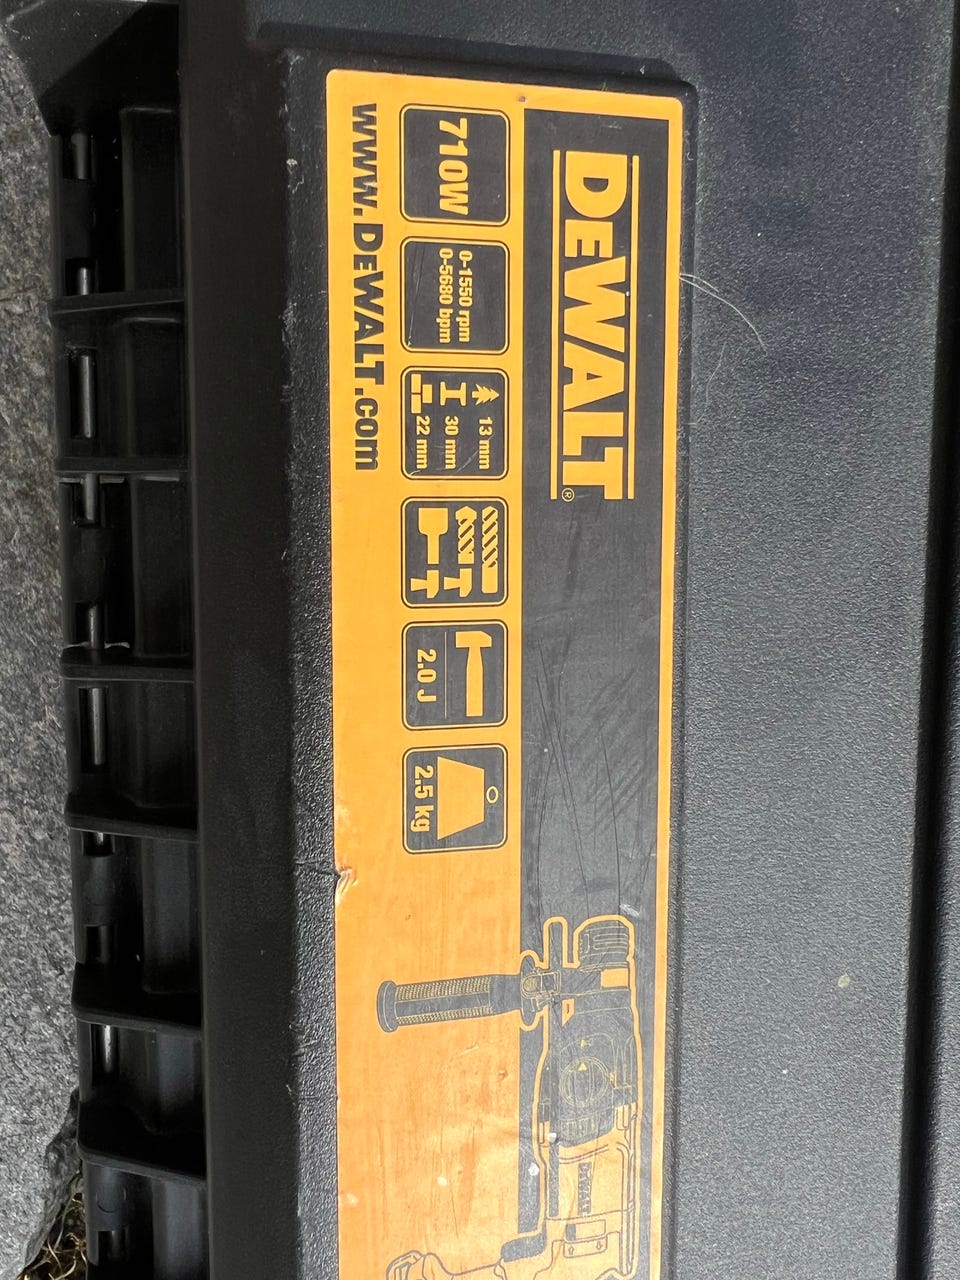 DEWALT®
710W
0-1550 rpm
0-5680 bpm
13 mm
30 mm
22 mm
2.0 J
2.5 kg
www.DEWALT.com
DEWALT